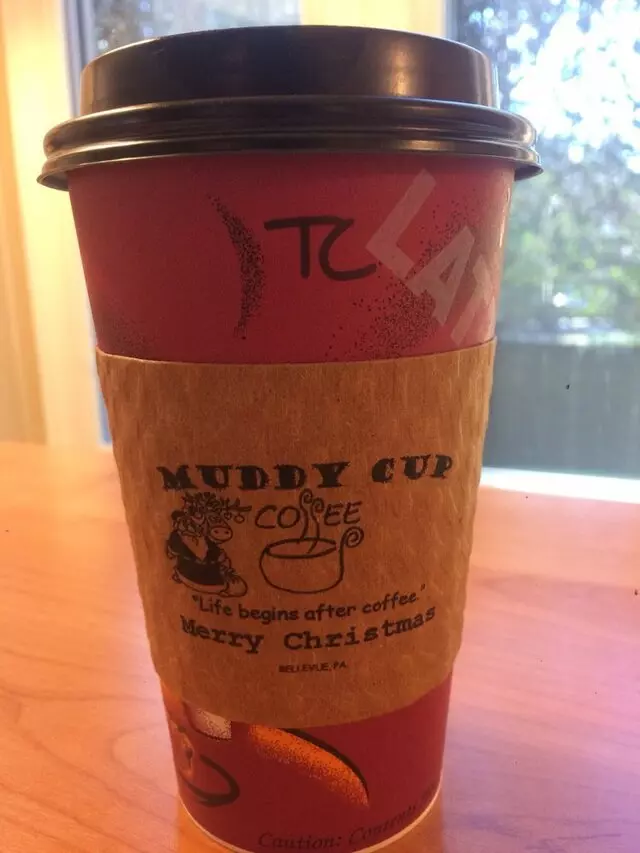 TC
LAT
MUDDY CUP
COFFEE
"Life begins after coffee."
Merry Christmas
BELLEVUE, PA.
Caution: Contents